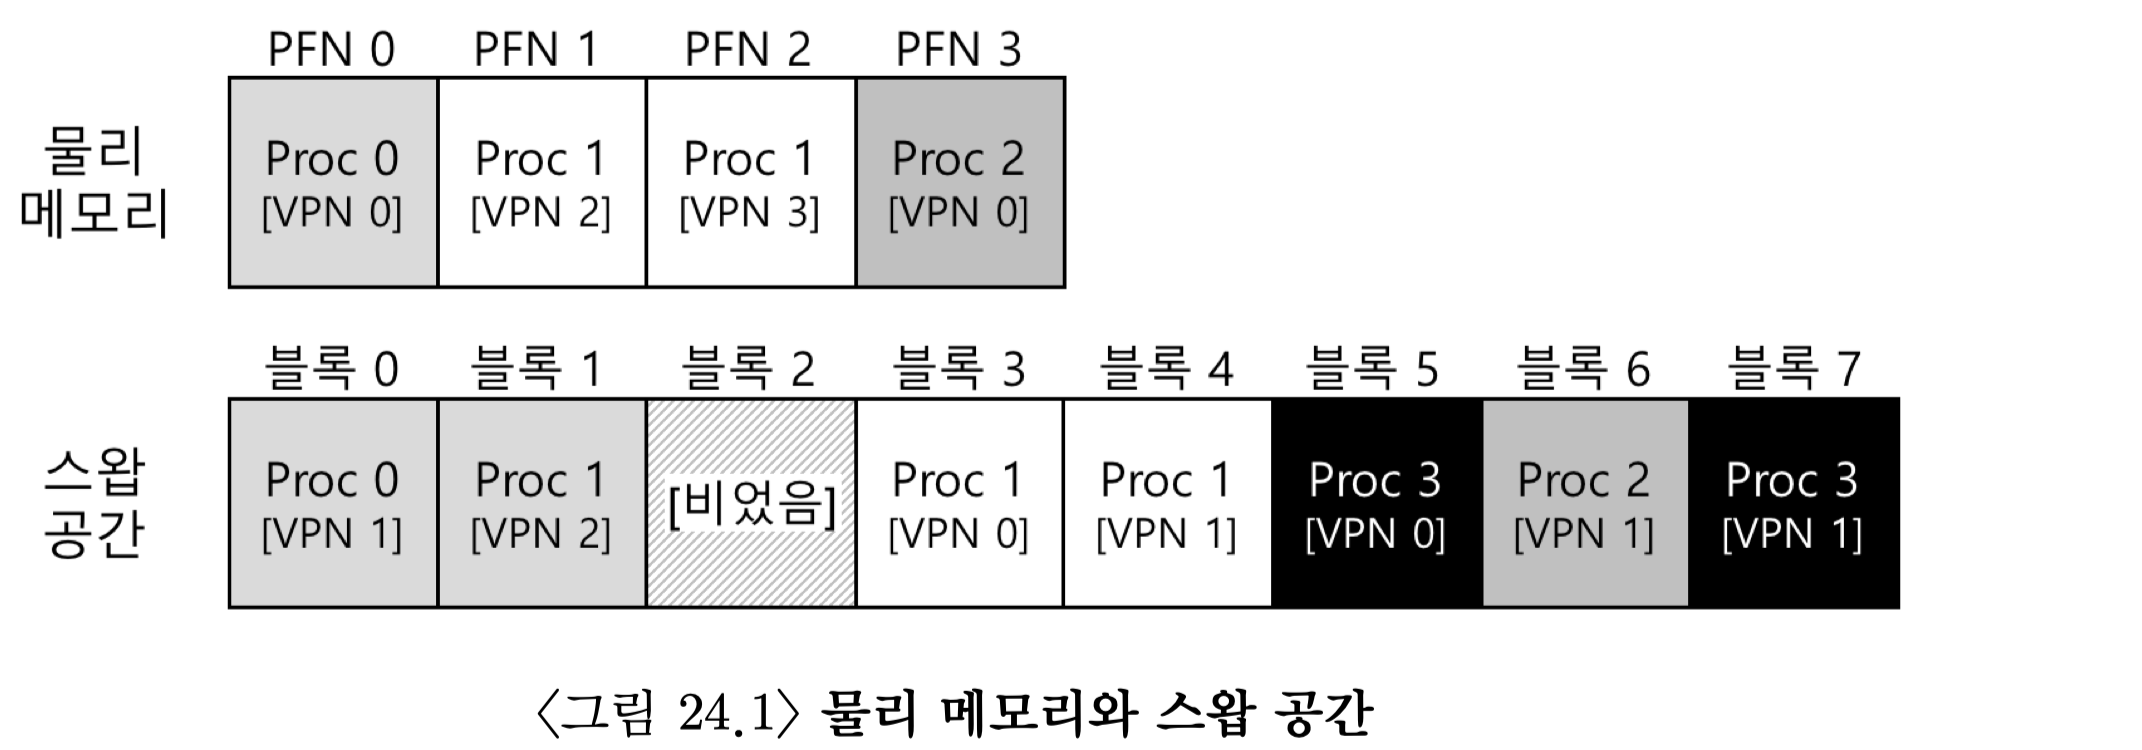 PFN 0 PFN 1 PFN 2 PFN 3
물리
메모리
Proc 0 Proc 1 Proc 1 Proc 2
[VPN 0] [VPN 2] [VPN 3] [VPN 0]
블록 0 블록 1 블록 2 블록 3 블록 4 블록 5 블록 6 블록 7
스왑
공간
Proc 0 Proc 1 [비었음] Proc 1 Proc 1 Proc 3 Proc 2 Proc 3
[VPN 1] [VPN 2] [VPN 0] [VPN 1] [VPN 0] [VPN 1] [VPN 1]
〈그림 24.1〉 물리 메모리와 스왑 공간